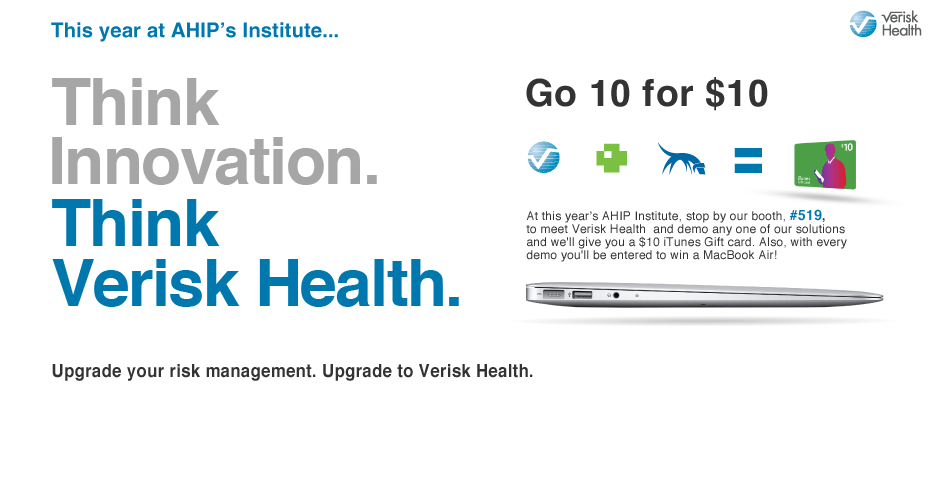 This year at AHIP's Institute...
Verisk
Health
Think
Innovation.
Think
Verisk Health.
Go 10 for $10
$10
At this year's AHIP Institute, stop by our booth, #519,
to meet Verisk Health and demo any one of our solutions
and we'll give you a $10 iTunes Gift card. Also, with every
demo you'll be entered to win a MacBook Air!
Upgrade your risk management. Upgrade to Verisk Health.